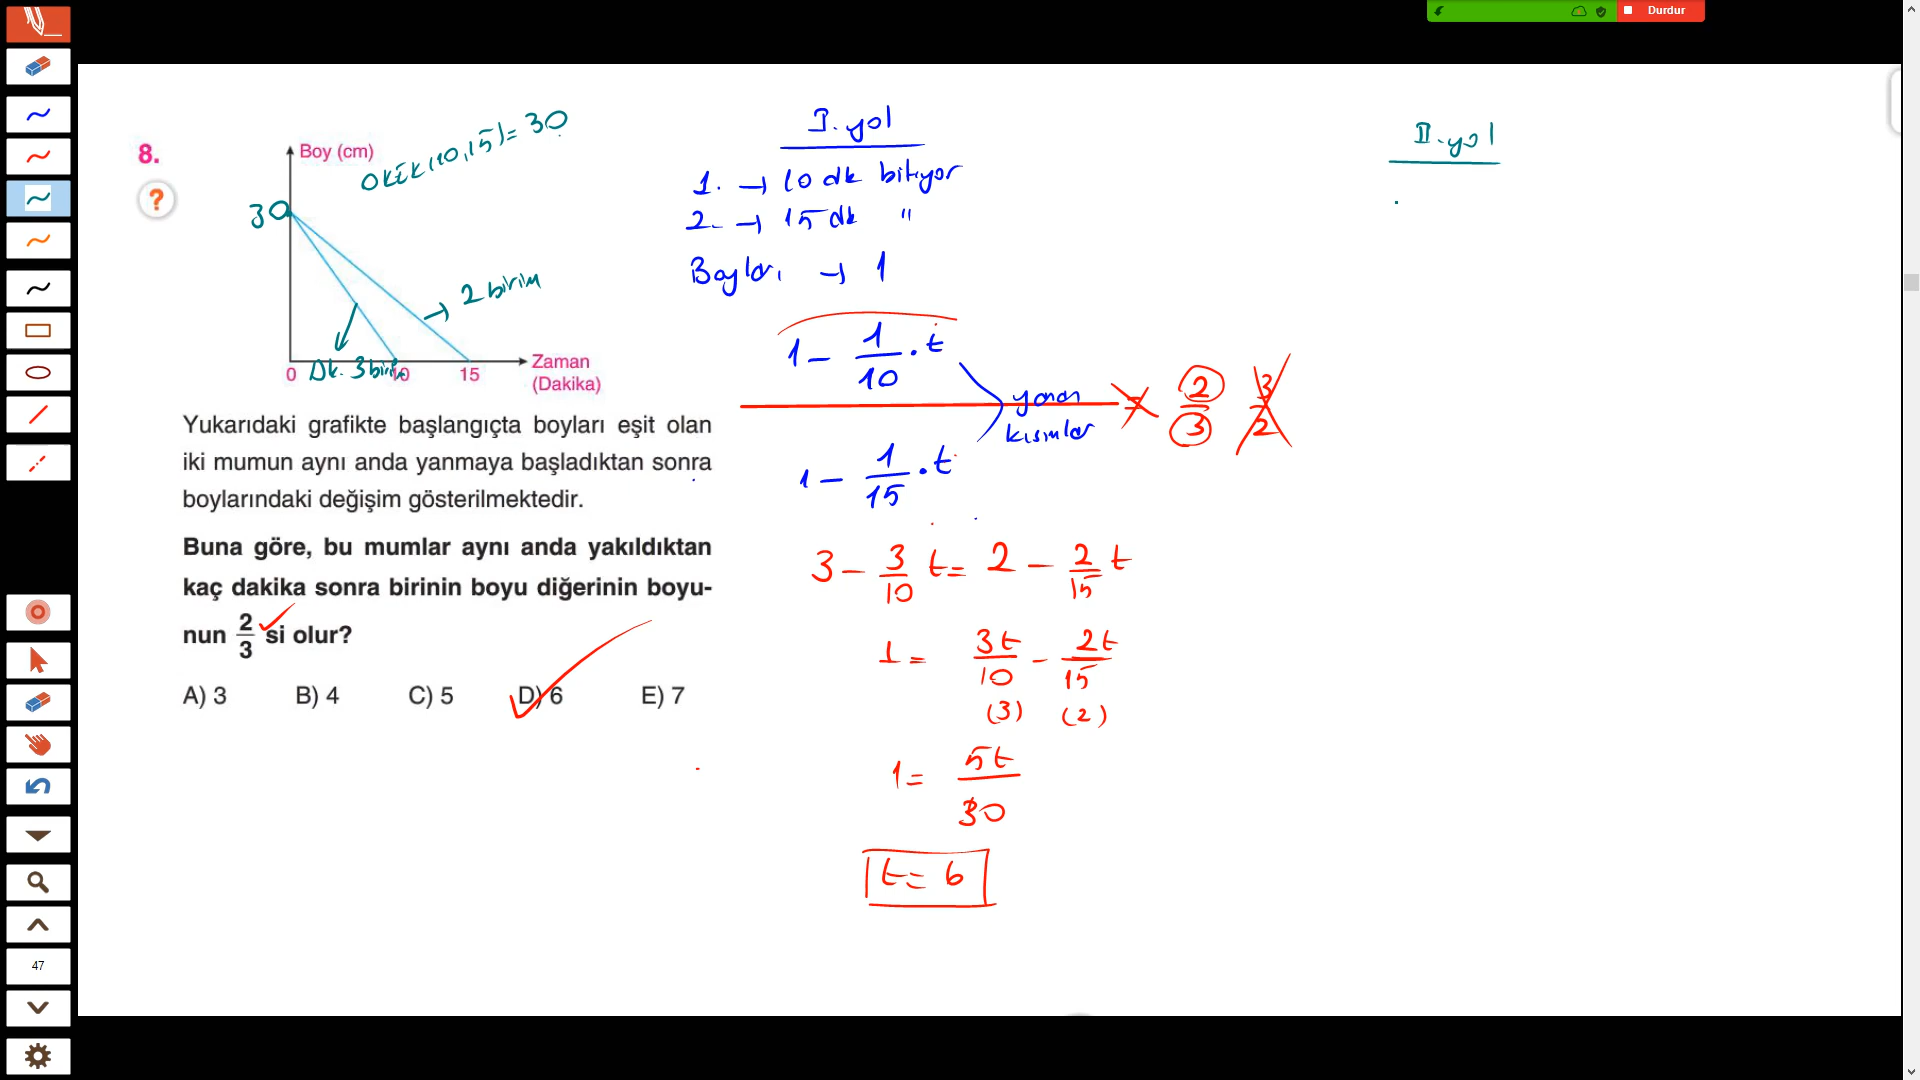 Durdur
8.
Boy (cm)
OKEK(10,15)=30
30
2 birim
Dk. 3 birim
0 10 15
Zaman
(Dakika)
Yukarıdaki grafikte başlangıçta boyları eşit olan
iki mumun aynı anda yanmaya başladıktan sonra
boylarındaki değişim gösterilmektedir.
Buna göre, bu mumlar aynı anda yakıldıktan
kaç dakika sonra birinin boyu diğerinin boyu-
nun 2/3 si olur?
A) 3 B) 4 C) 5 D) 6 E) 7
I. yol
1. → 10 dk bitiyor
2. → 15 dk "
Boyları → 1
1 - 1/10 . t
yanan
kısımlar
= 2/3 3/2
1 - 1/15 . t
3 - 3/10 t = 2 - 2/15 t
1 = 3t/10 - 2t/15
(3) (2)
1 = 5t/30
t = 6
II. yol
47